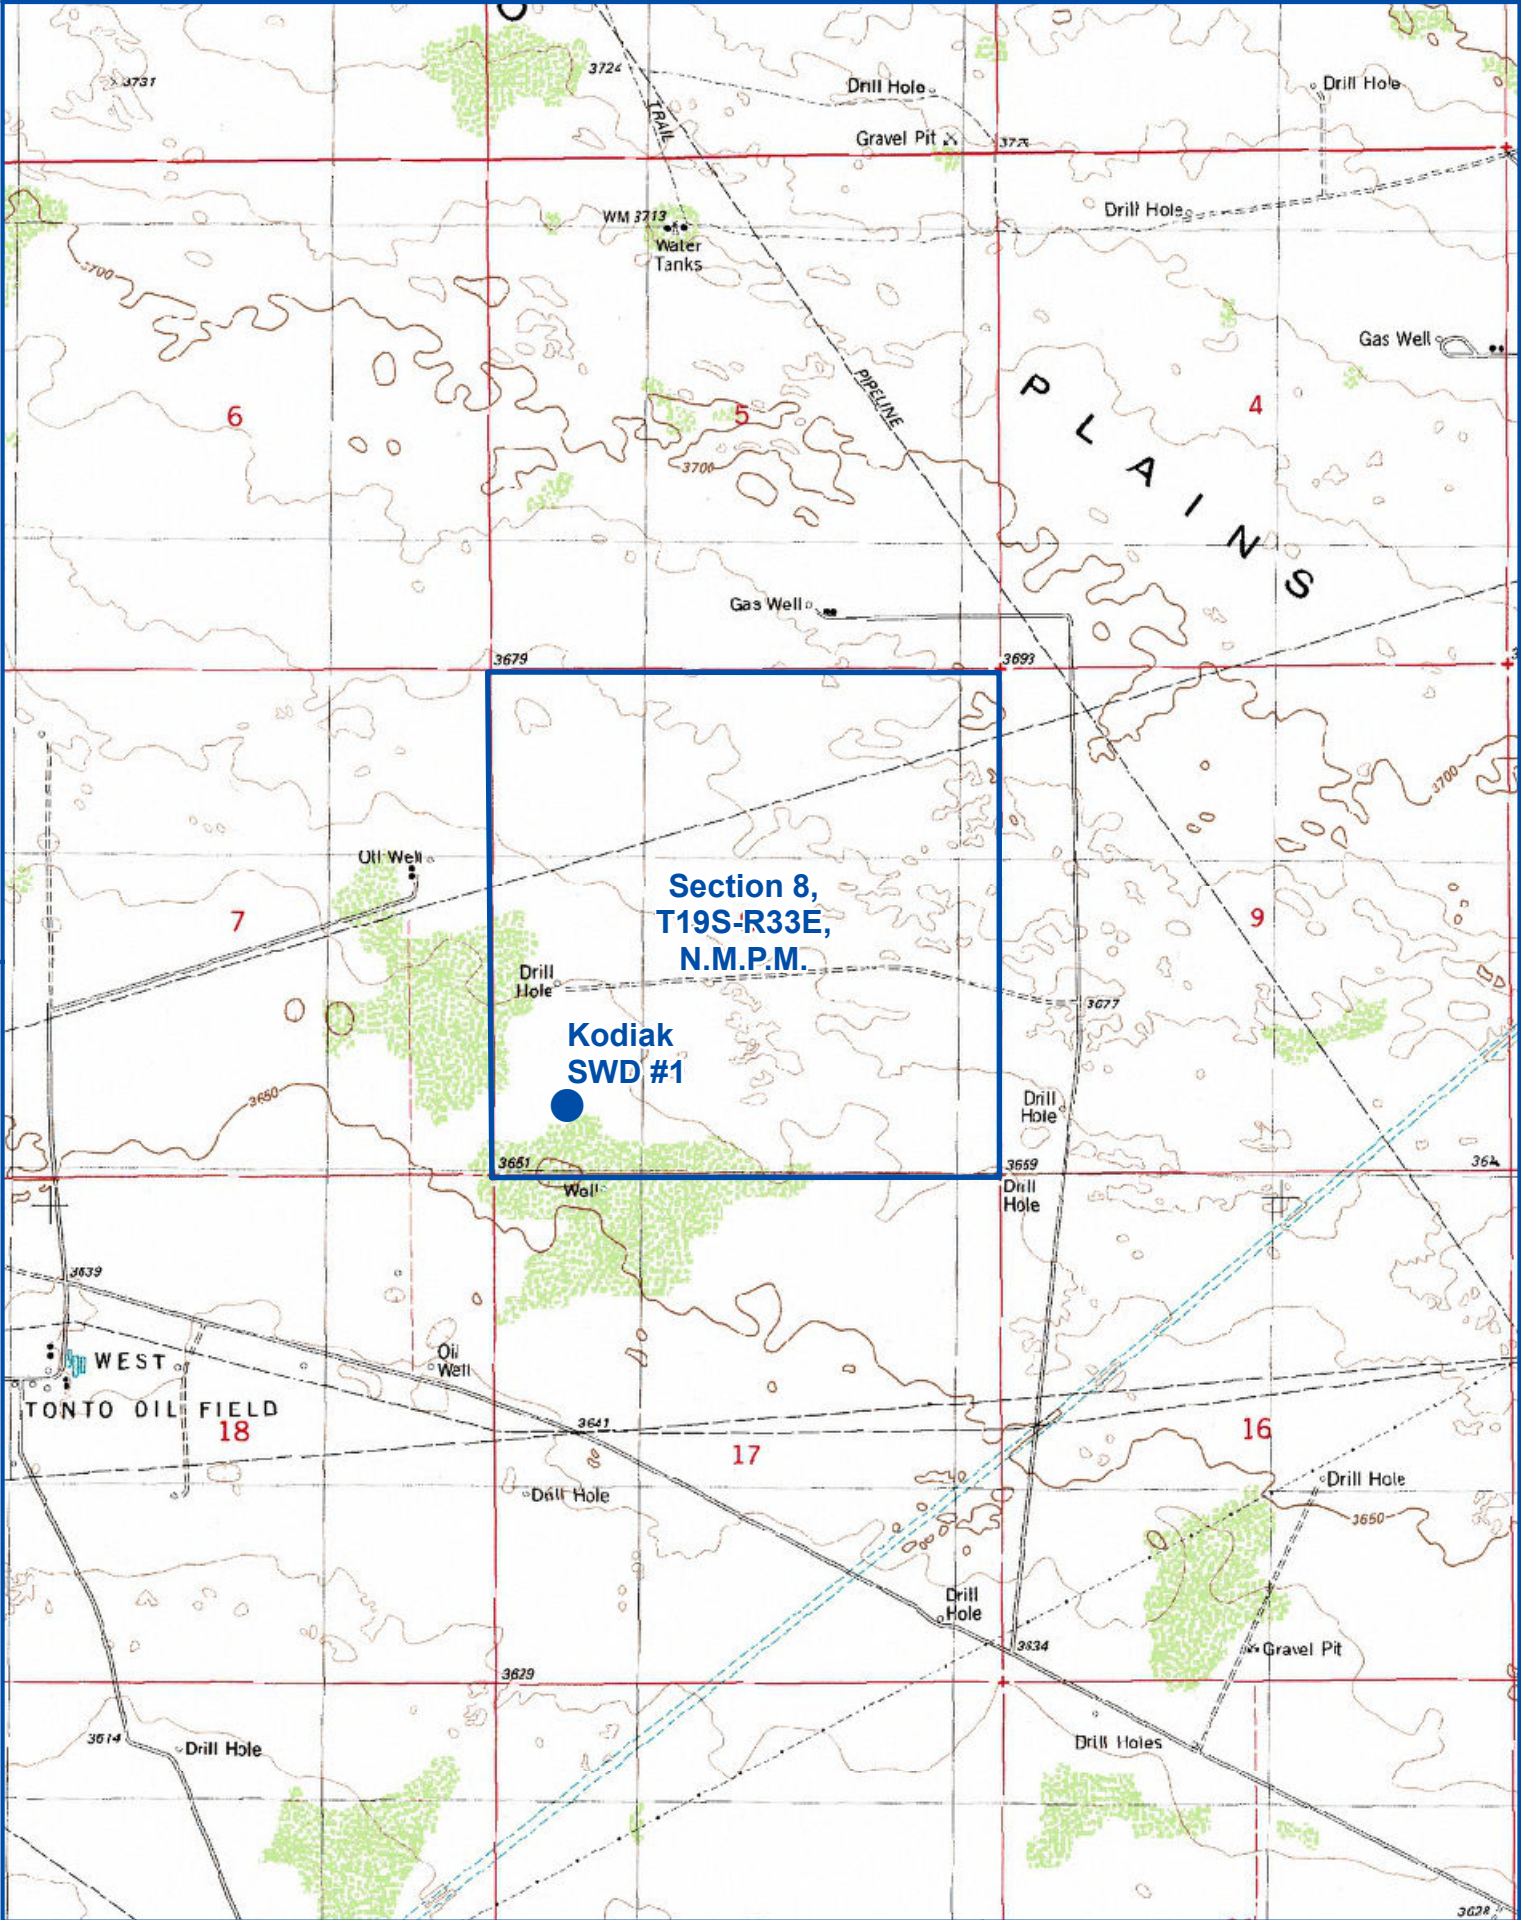 3731
3724
TRAIL
Drill Hole
Drill Hole
Gravel Pit
Drill Hole
WM 3713
Water
Tanks
3700
Gas Well
PIPELINE
PLAINS
6
5
4
3700
Gas Well
3679
3693
3700
Oil Well
7
Section 8,
T19S-R33E,
N.M.P.M.
9
Drill
Hole
3677
Kodiak
SWD #1
3650
Drill
Hole
3651
Well
3659
Drill
Hole
3639
WEST
TONTO OIL FIELD
Oil
Well
18
3641
17
16
Drill Hole
Drill Hole
3650
Drill
Hole
3634
Gravel Pit
3629
3614
Drill Hole
Drill Holes
3628